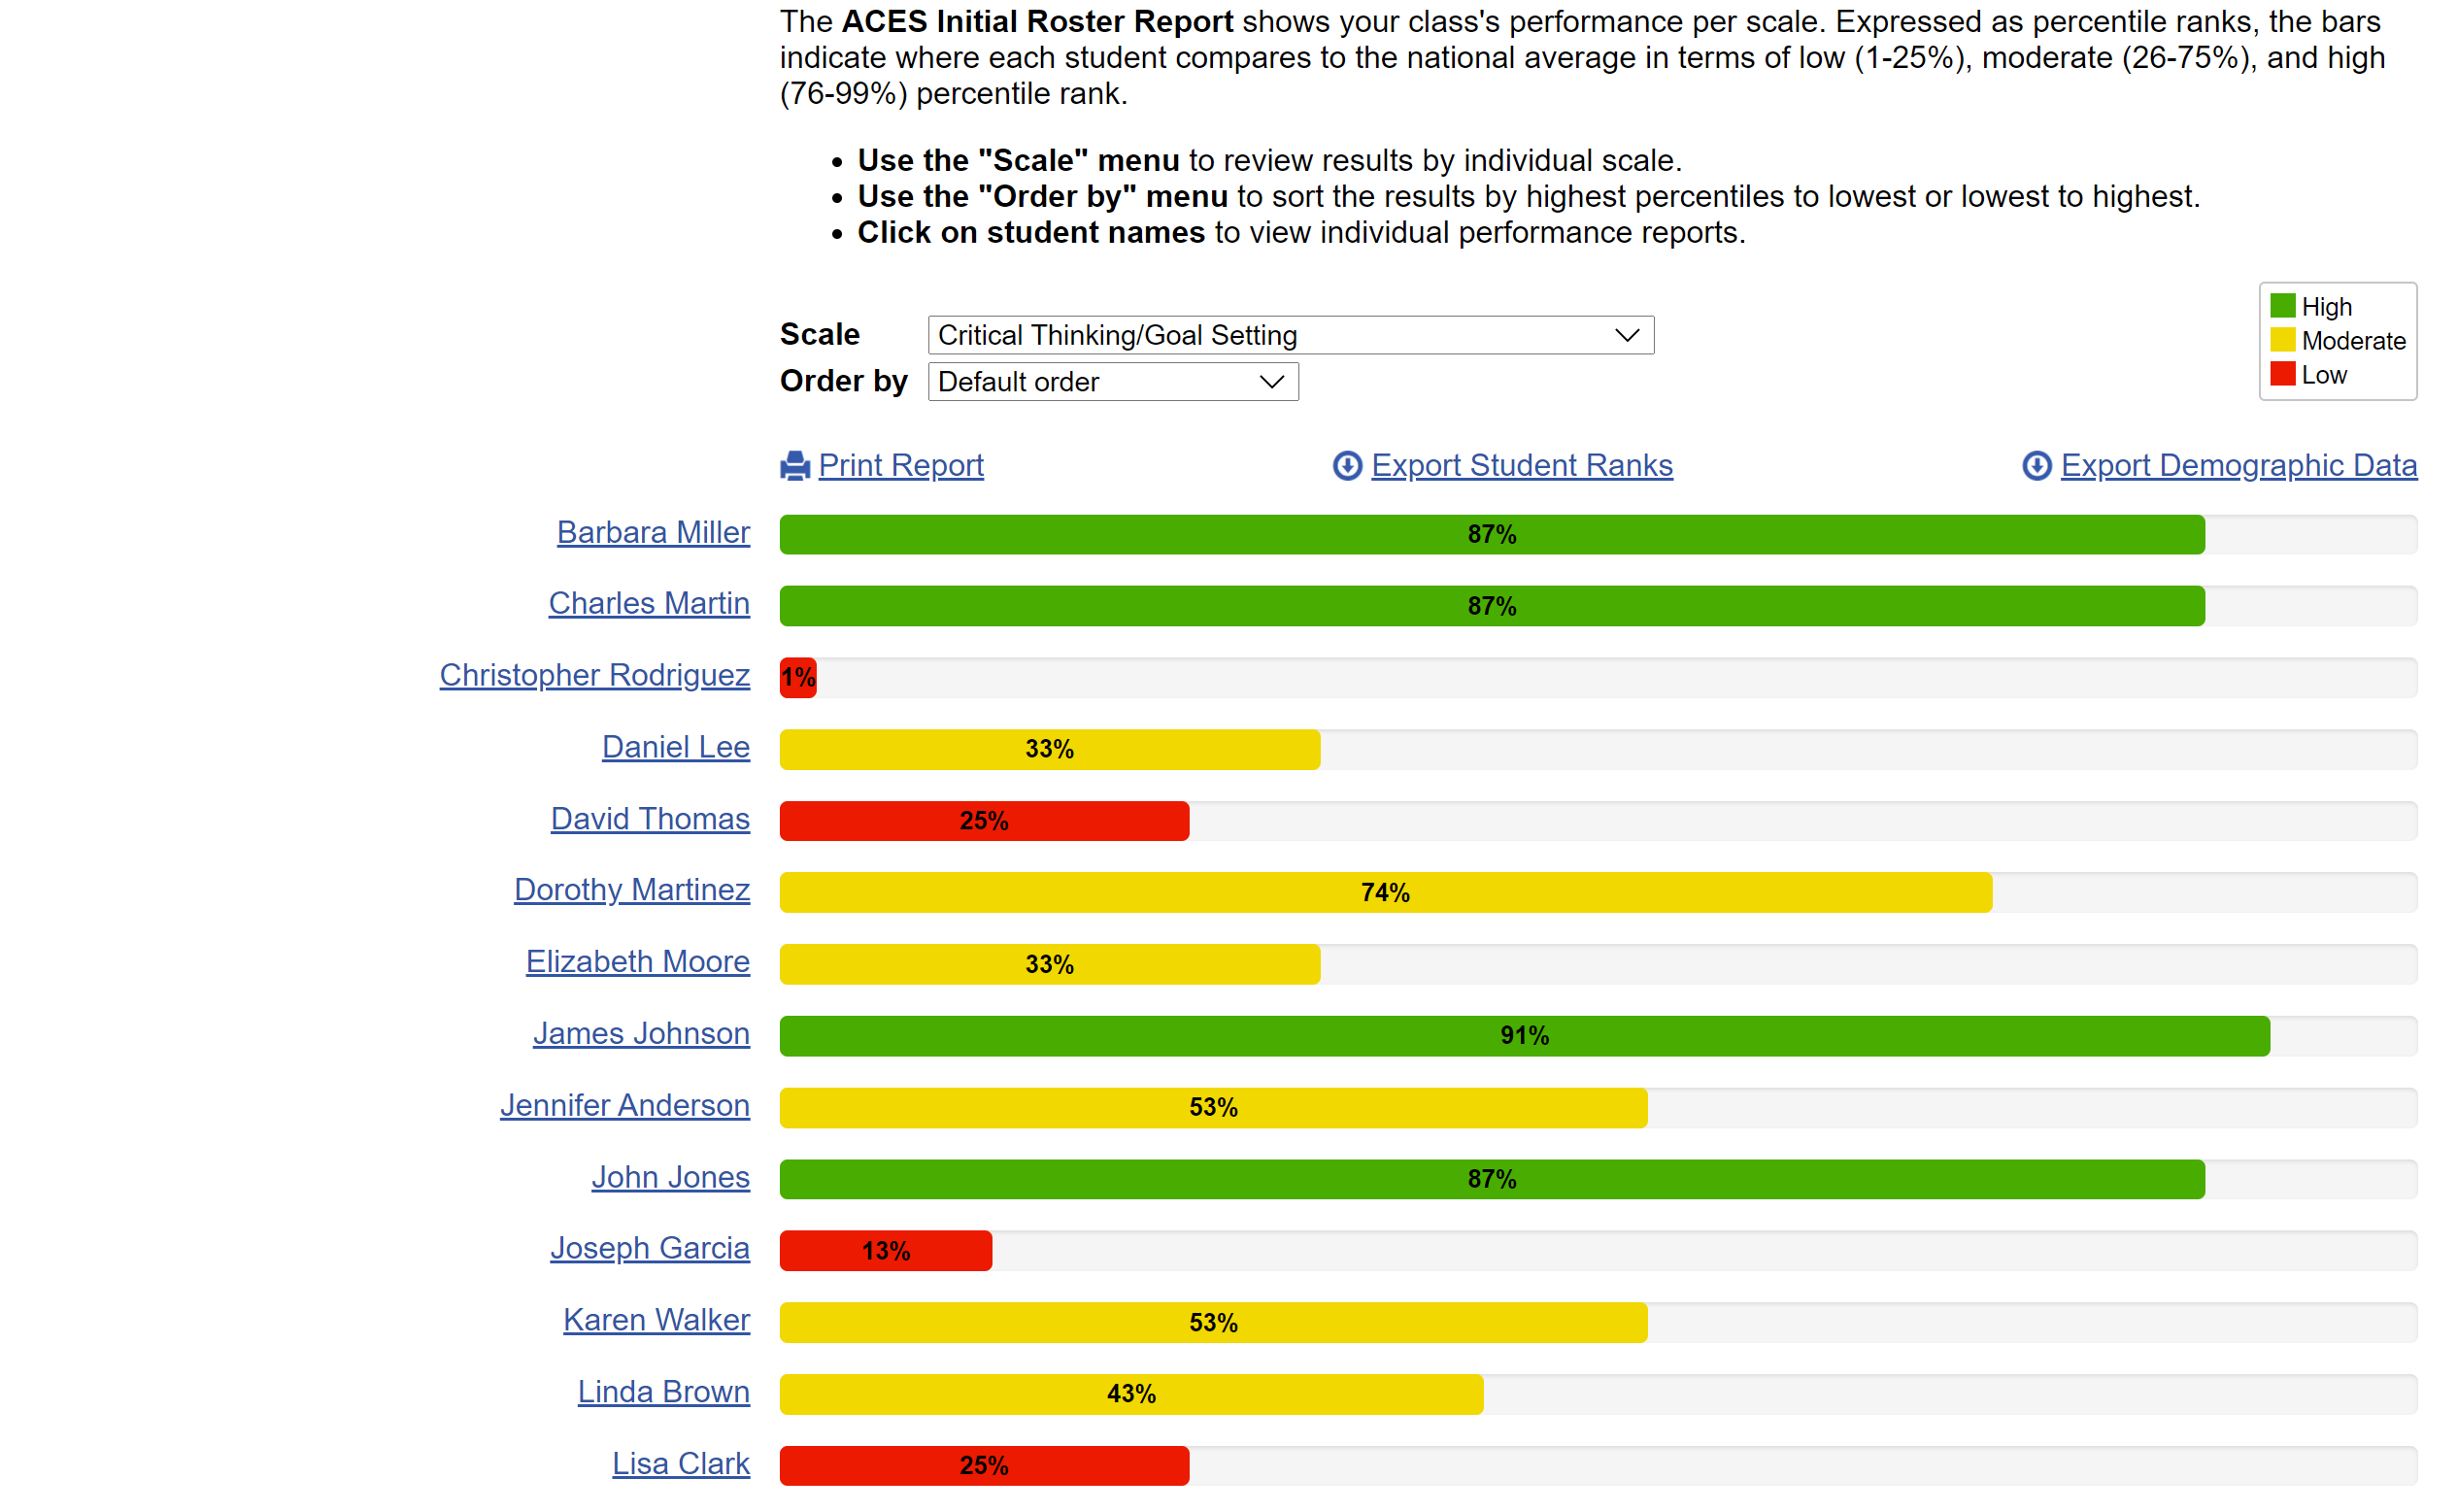 The ACES Initial Roster Report shows your class's performance per scale. Expressed as percentile ranks, the bars
indicate where each student compares to the national average in terms of low (1-25%), moderate (26-75%), and high
(76-99%) percentile rank.
• Use the "Scale" menu to review results by individual scale.
• Use the "Order by" menu to sort the results by highest percentiles to lowest or lowest to highest.
• Click on student names to view individual performance reports.
Scale Critical Thinking/Goal Setting
Order by Default order
High
Moderate
Low
Print Report Export Student Ranks Export Demographic Data
Barbara Miller 87%
Charles Martin 87%
Christopher Rodriguez 1%
Daniel Lee 33%
David Thomas 25%
Dorothy Martinez 74%
Elizabeth Moore 33%
James Johnson 91%
Jennifer Anderson 53%
John Jones 87%
Joseph Garcia 13%
Karen Walker 53%
Linda Brown 43%
Lisa Clark 25%